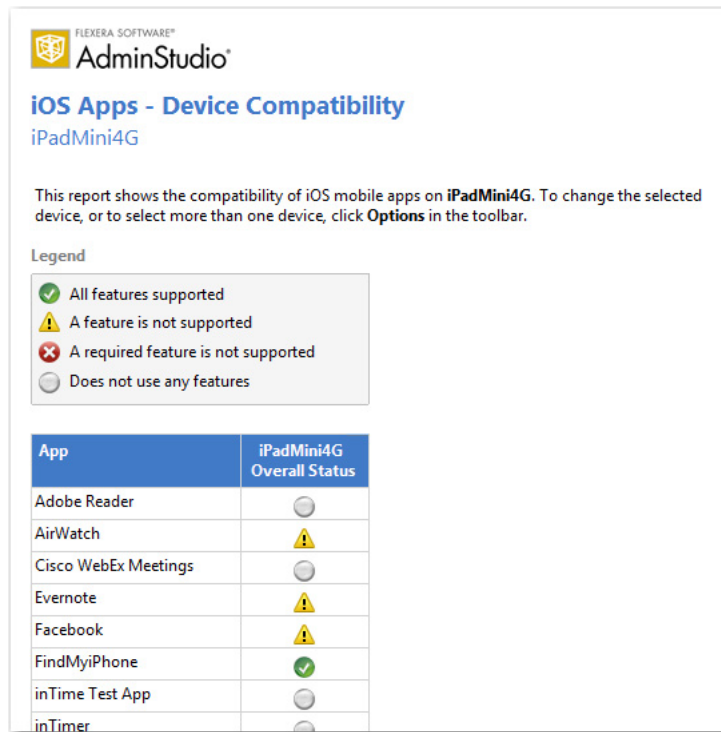 FLEXERA SOFTWARE®
AdminStudio®
iOS Apps - Device Compatibility
iPadMini4G
This report shows the compatibility of iOS mobile apps on iPadMini4G. To change the selected
device, or to select more than one device, click Options in the toolbar.
Legend
All features supported
A feature is not supported
A required feature is not supported
Does not use any features
App
iPadMini4G
Overall Status
Adobe Reader
AirWatch
Cisco WebEx Meetings
Evernote
Facebook
FindMyiPhone
inTime Test App
inTimer